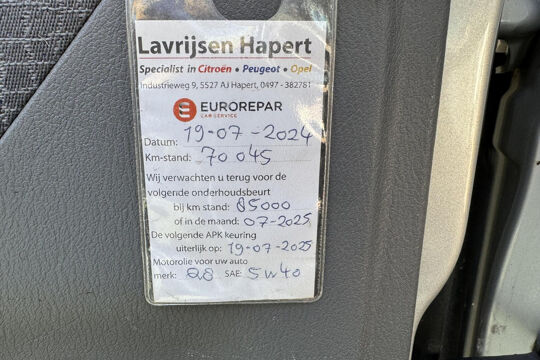 Lavrijsen Hapert
Specialist in Citroën • Peugeot • Opel
Industrieweg 9, 5527 AJ Hapert, 0497 - 382781
EUROREPAR
CAR SERVICE
Datum: 19-07-2024
Km-stand: 70 045
Wij verwachten u terug voor de
volgende onderhoudsbeurt
bij km stand: 85000
of in de maand: 07-2025
De volgende APK keuring
uiterlijk op: 19-07-2025
Motorolie voor uw auto
merk: Q8 SAE: 5w40